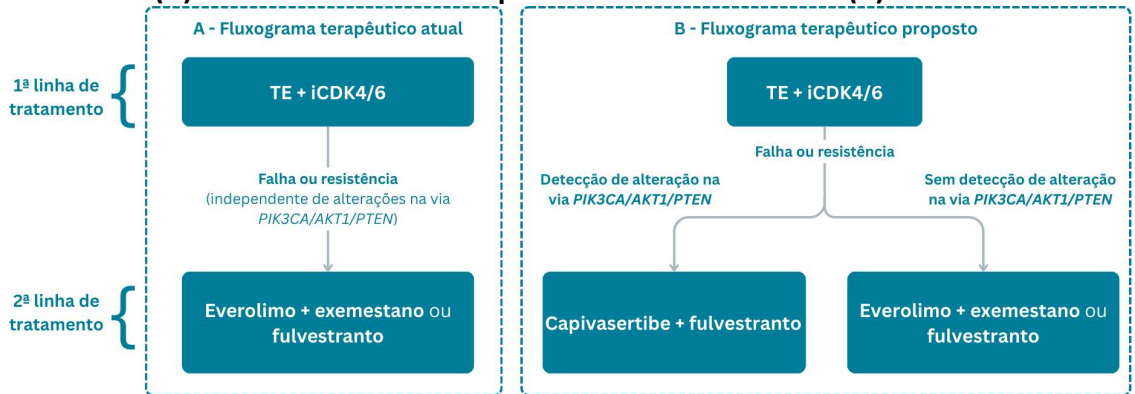 A - Fluxograma terapêutico atual
B - Fluxograma terapêutico proposto
1ª linha de
tratamento
TE + iCDK4/6
TE + iCDK4/6
Falha ou resistência
(independente de alterações na via
PIK3CA/AKT1/PTEN)
Falha ou resistência
Detecção de alteração na
via PIK3CA/AKT1/PTEN
Sem detecção de alteração
na via PIK3CA/AKT1/PTEN
2ª linha de
tratamento
Everolimo + exemestano ou
fulvestranto
Capivasertibe + fulvestranto
Everolimo + exemestano ou
fulvestranto